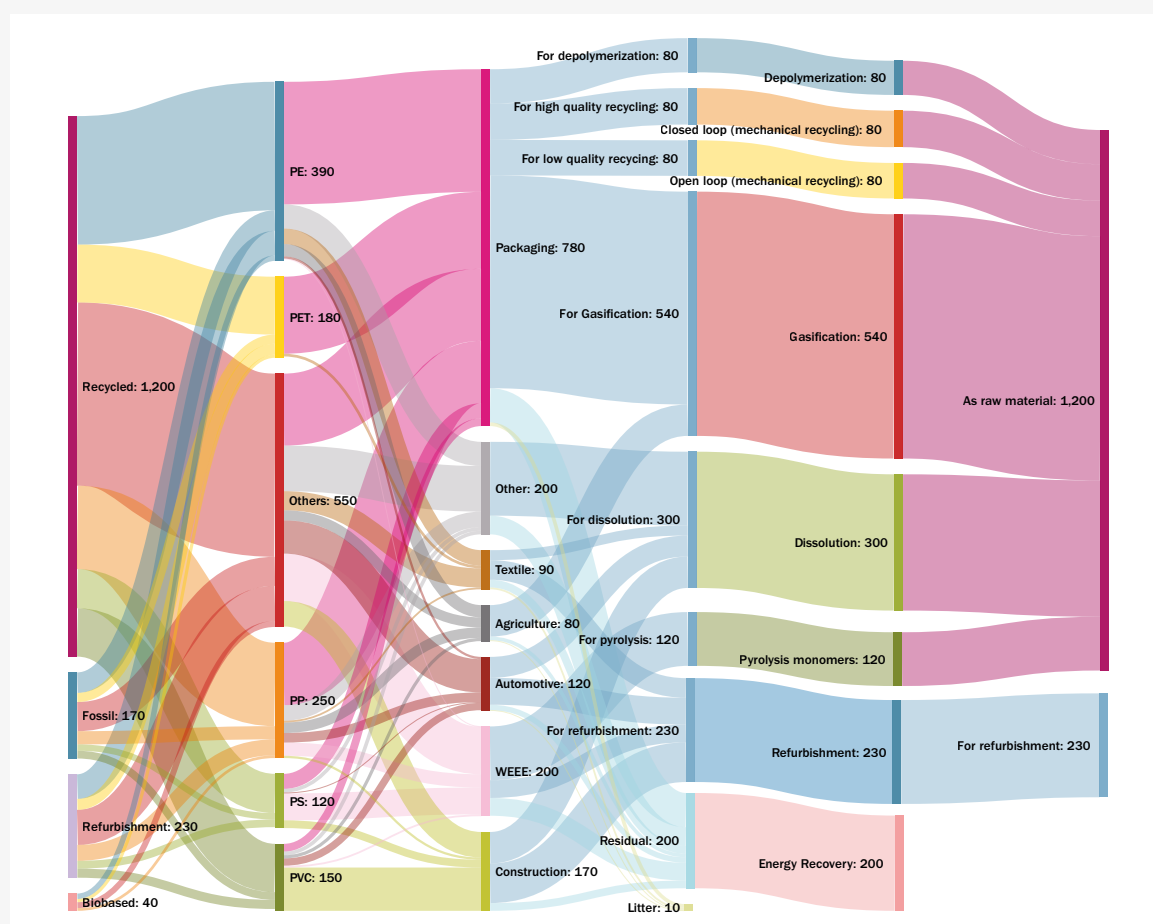 Recycled: 1,200
Fossil: 170
Refurbishment: 230
Biobased: 40
PE: 390
PET: 180
Others: 550
PP: 250
PS: 120
PVC: 150
Packaging: 780
Other: 200
Textile: 90
Agriculture: 80
Automotive: 120
WEEE: 200
Construction: 170
For depolymerization: 80
For high quality recycling: 80
For low quality recycing: 80
For Gasification: 540
For dissolution: 300
For pyrolysis: 120
For refurbishment: 230
Residual: 200
Litter: 10
Depolymerization: 80
Closed loop (mechanical recycling): 80
Open loop (mechanical recycling): 80
Gasification: 540
Dissolution: 300
Pyrolysis monomers: 120
Refurbishment: 230
Energy Recovery: 200
As raw material: 1,200
For refurbishment: 230